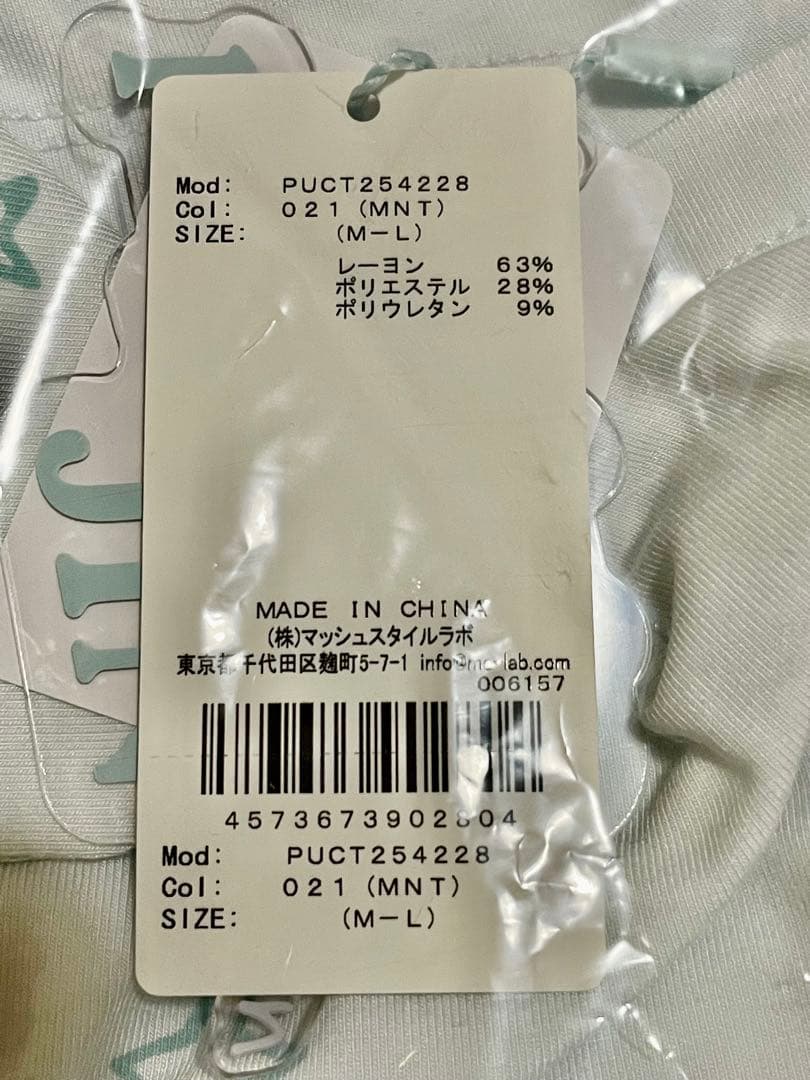 Mod: PUCT254228
Col: 021(MNT)
SIZE: (M-L)
レーヨン 63%
ポリエステル 28%
ポリウレタン 9%
MADE IN CHINA
(株)マッシュスタイルラボ
東京都千代田区麹町5-7-1
006157
4573673902804
Mod: PUCT254228
Col: 021(MNT)
SIZE: (M-L)